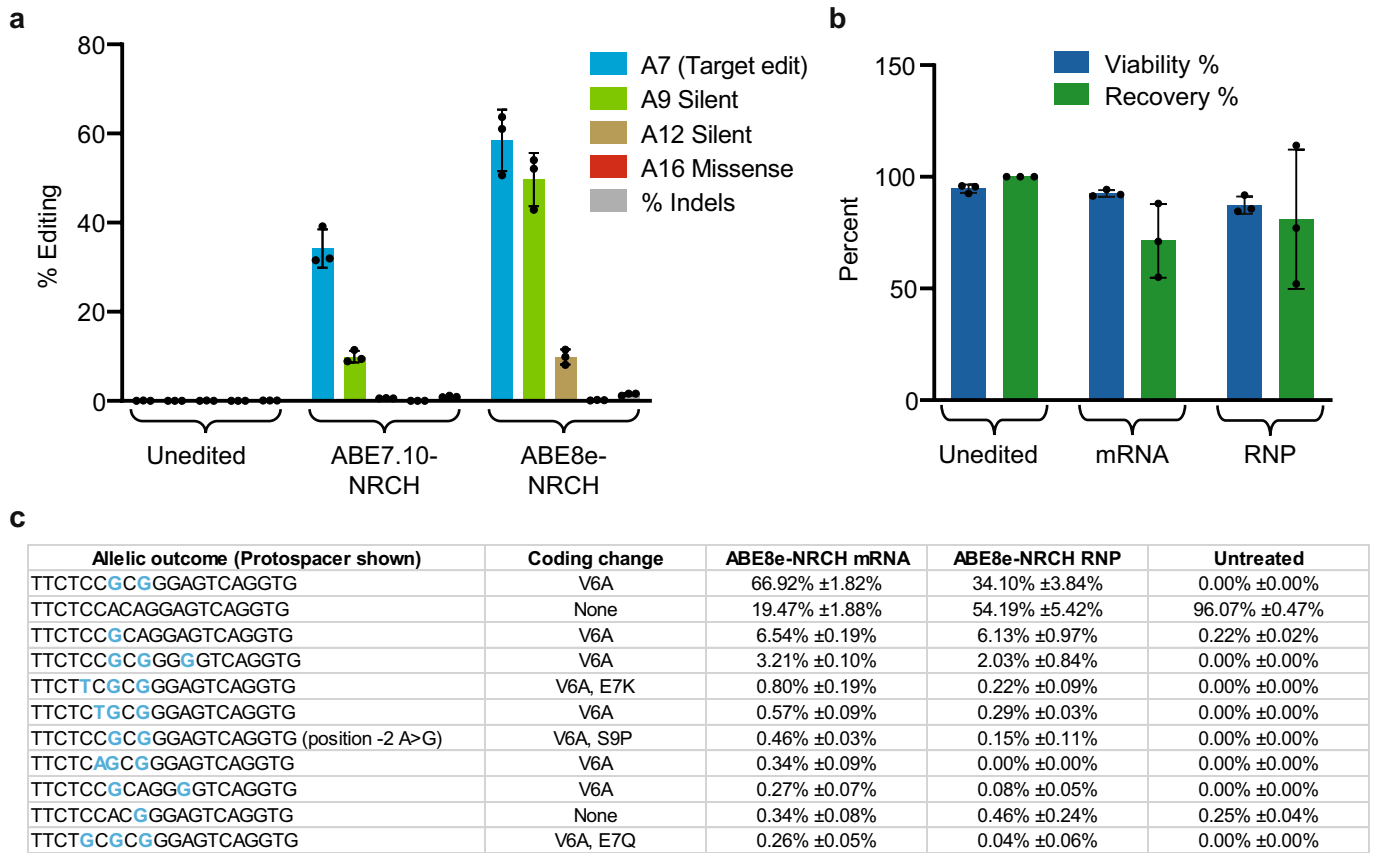 a
80
60
40
20
0
% Editing
A7 (Target edit)
A9 Silent
A12 Silent
A16 Missense
% Indels
Unedited
ABE7.10-
NRCH
ABE8e-
NRCH
b
150
100
50
0
Percent
Viability %
Recovery %
Unedited
mRNA
RNP
c
Allelic outcome (Protospacer shown) Coding change ABE8e-NRCH mRNA ABE8e-NRCH RNP Untreated
TTCTCCGCGGGAGTCAGGTG V6A 66.92% ±1.82% 34.10% ±3.84% 0.00% ±0.00%
TTCTCCACAGGAGTCAGGTG None 19.47% ±1.88% 54.19% ±5.42% 96.07% ±0.47%
TTCTCCGCAGGAGTCAGGTG V6A 6.54% ±0.19% 6.13% ±0.97% 0.22% ±0.02%
TTCTCCGCGGGGGTCAGGTG V6A 3.21% ±0.10% 2.03% ±0.84% 0.00% ±0.00%
TTCTTCGCGGGAGTCAGGTG V6A, E7K 0.80% ±0.19% 0.22% ±0.09% 0.00% ±0.00%
TTCTCTGCGGGAGTCAGGTG V6A 0.57% ±0.09% 0.29% ±0.03% 0.00% ±0.00%
TTCTCCGCGGGAGTCAGGTG (position -2 A>G) V6A, S9P 0.46% ±0.03% 0.15% ±0.11% 0.00% ±0.00%
TTCTCAGCGGGAGTCAGGTG V6A 0.34% ±0.09% 0.00% ±0.00% 0.00% ±0.00%
TTCTCCGCAGGGGTCAGGTG V6A 0.27% ±0.07% 0.08% ±0.05% 0.00% ±0.00%
TTCTCCACGGGAGTCAGGTG None 0.34% ±0.08% 0.46% ±0.24% 0.25% ±0.04%
TTCTGCGCGGGAGTCAGGTG V6A, E7Q 0.26% ±0.05% 0.04% ±0.06% 0.00% ±0.00%